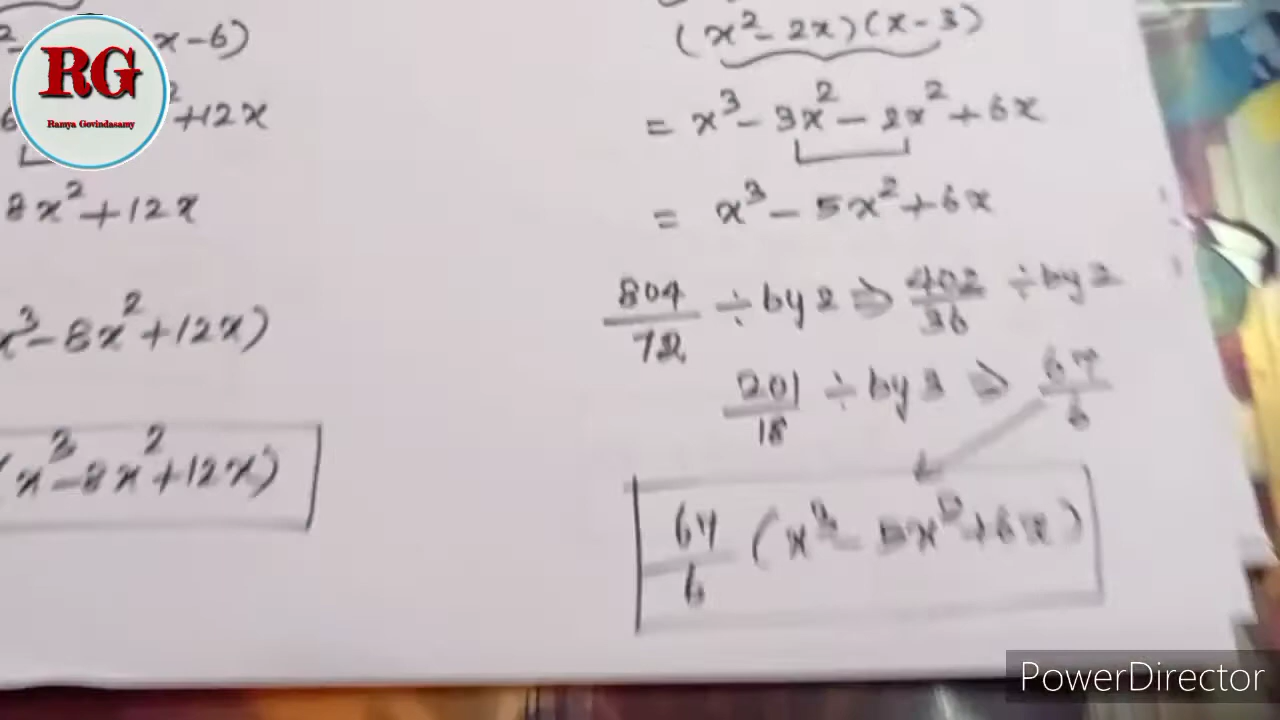 RG
Ramya Govindasamy
x-6)
+12x
8x²+12x
x³-8x²+12x)
(x³-8x²+12x)
(x²-2x)(x-3)
= x³-3x²-2x²+6x
= x³-5x²+6x
804/72 ÷by 2 ⇒ 402/36 ÷by 2
201/18 ÷by 3 ⇒ 67/6
67/6 (x³-5x²+6x)
PowerDirector